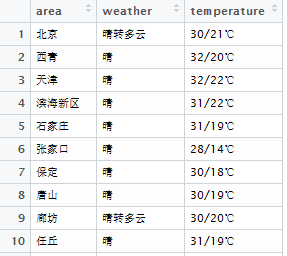 area weather temperature
1 北京 晴转多云 30/21℃
2 西青 晴 32/20℃
3 天津 晴 32/22℃
4 滨海新区 晴 31/22℃
5 石家庄 晴 31/19℃
6 张家口 晴 28/14℃
7 保定 晴 30/18℃
8 唐山 晴 30/19℃
9 廊坊 晴转多云 30/20℃
10 任丘 晴 31/19℃